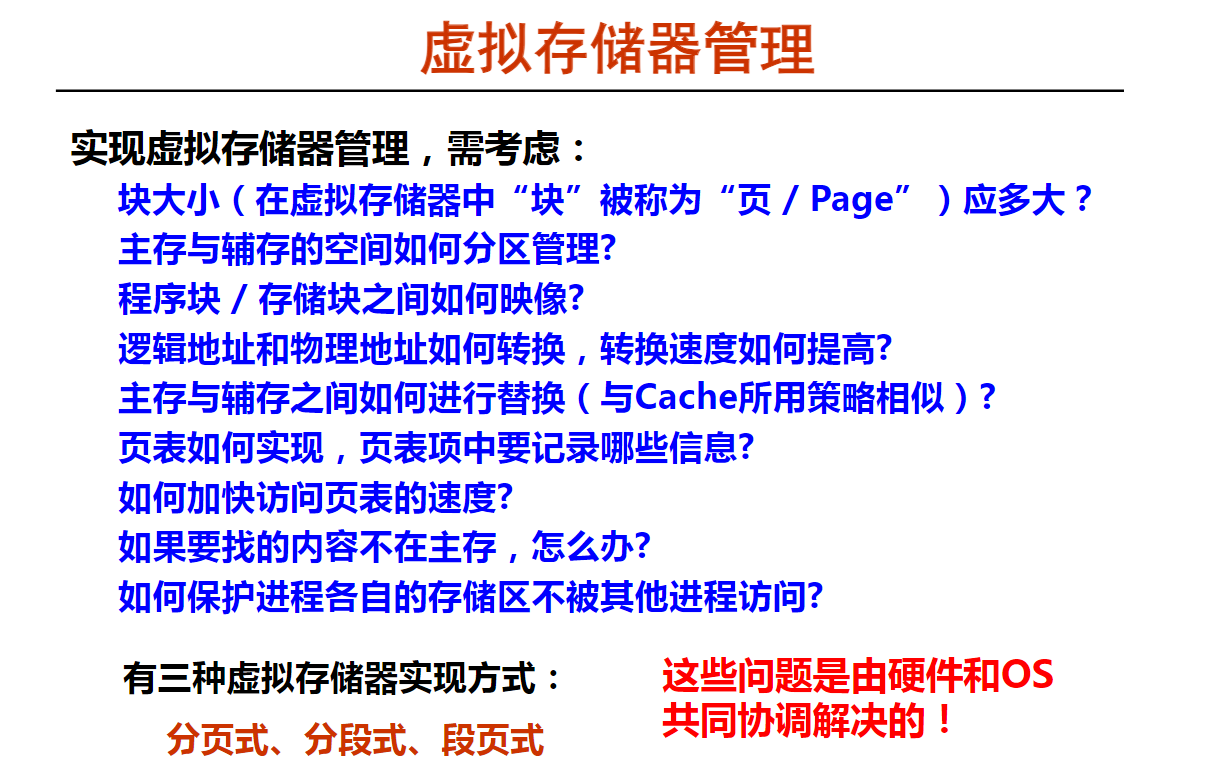 虚拟存储器管理
实现虚拟存储器管理，需考虑：
块大小（在虚拟存储器中“块”被称为“页 / Page”）应多大？
主存与辅存的空间如何分区管理?
程序块 / 存储块之间如何映像?
逻辑地址和物理地址如何转换，转换速度如何提高?
主存与辅存之间如何进行替换（与Cache所用策略相似）?
页表如何实现，页表项中要记录哪些信息?
如何加快访问页表的速度?
如果要找的内容不在主存，怎么办?
如何保护进程各自的存储区不被其他进程访问?
有三种虚拟存储器实现方式：
分页式、分段式、段页式
这些问题是由硬件和OS
共同协调解决的！